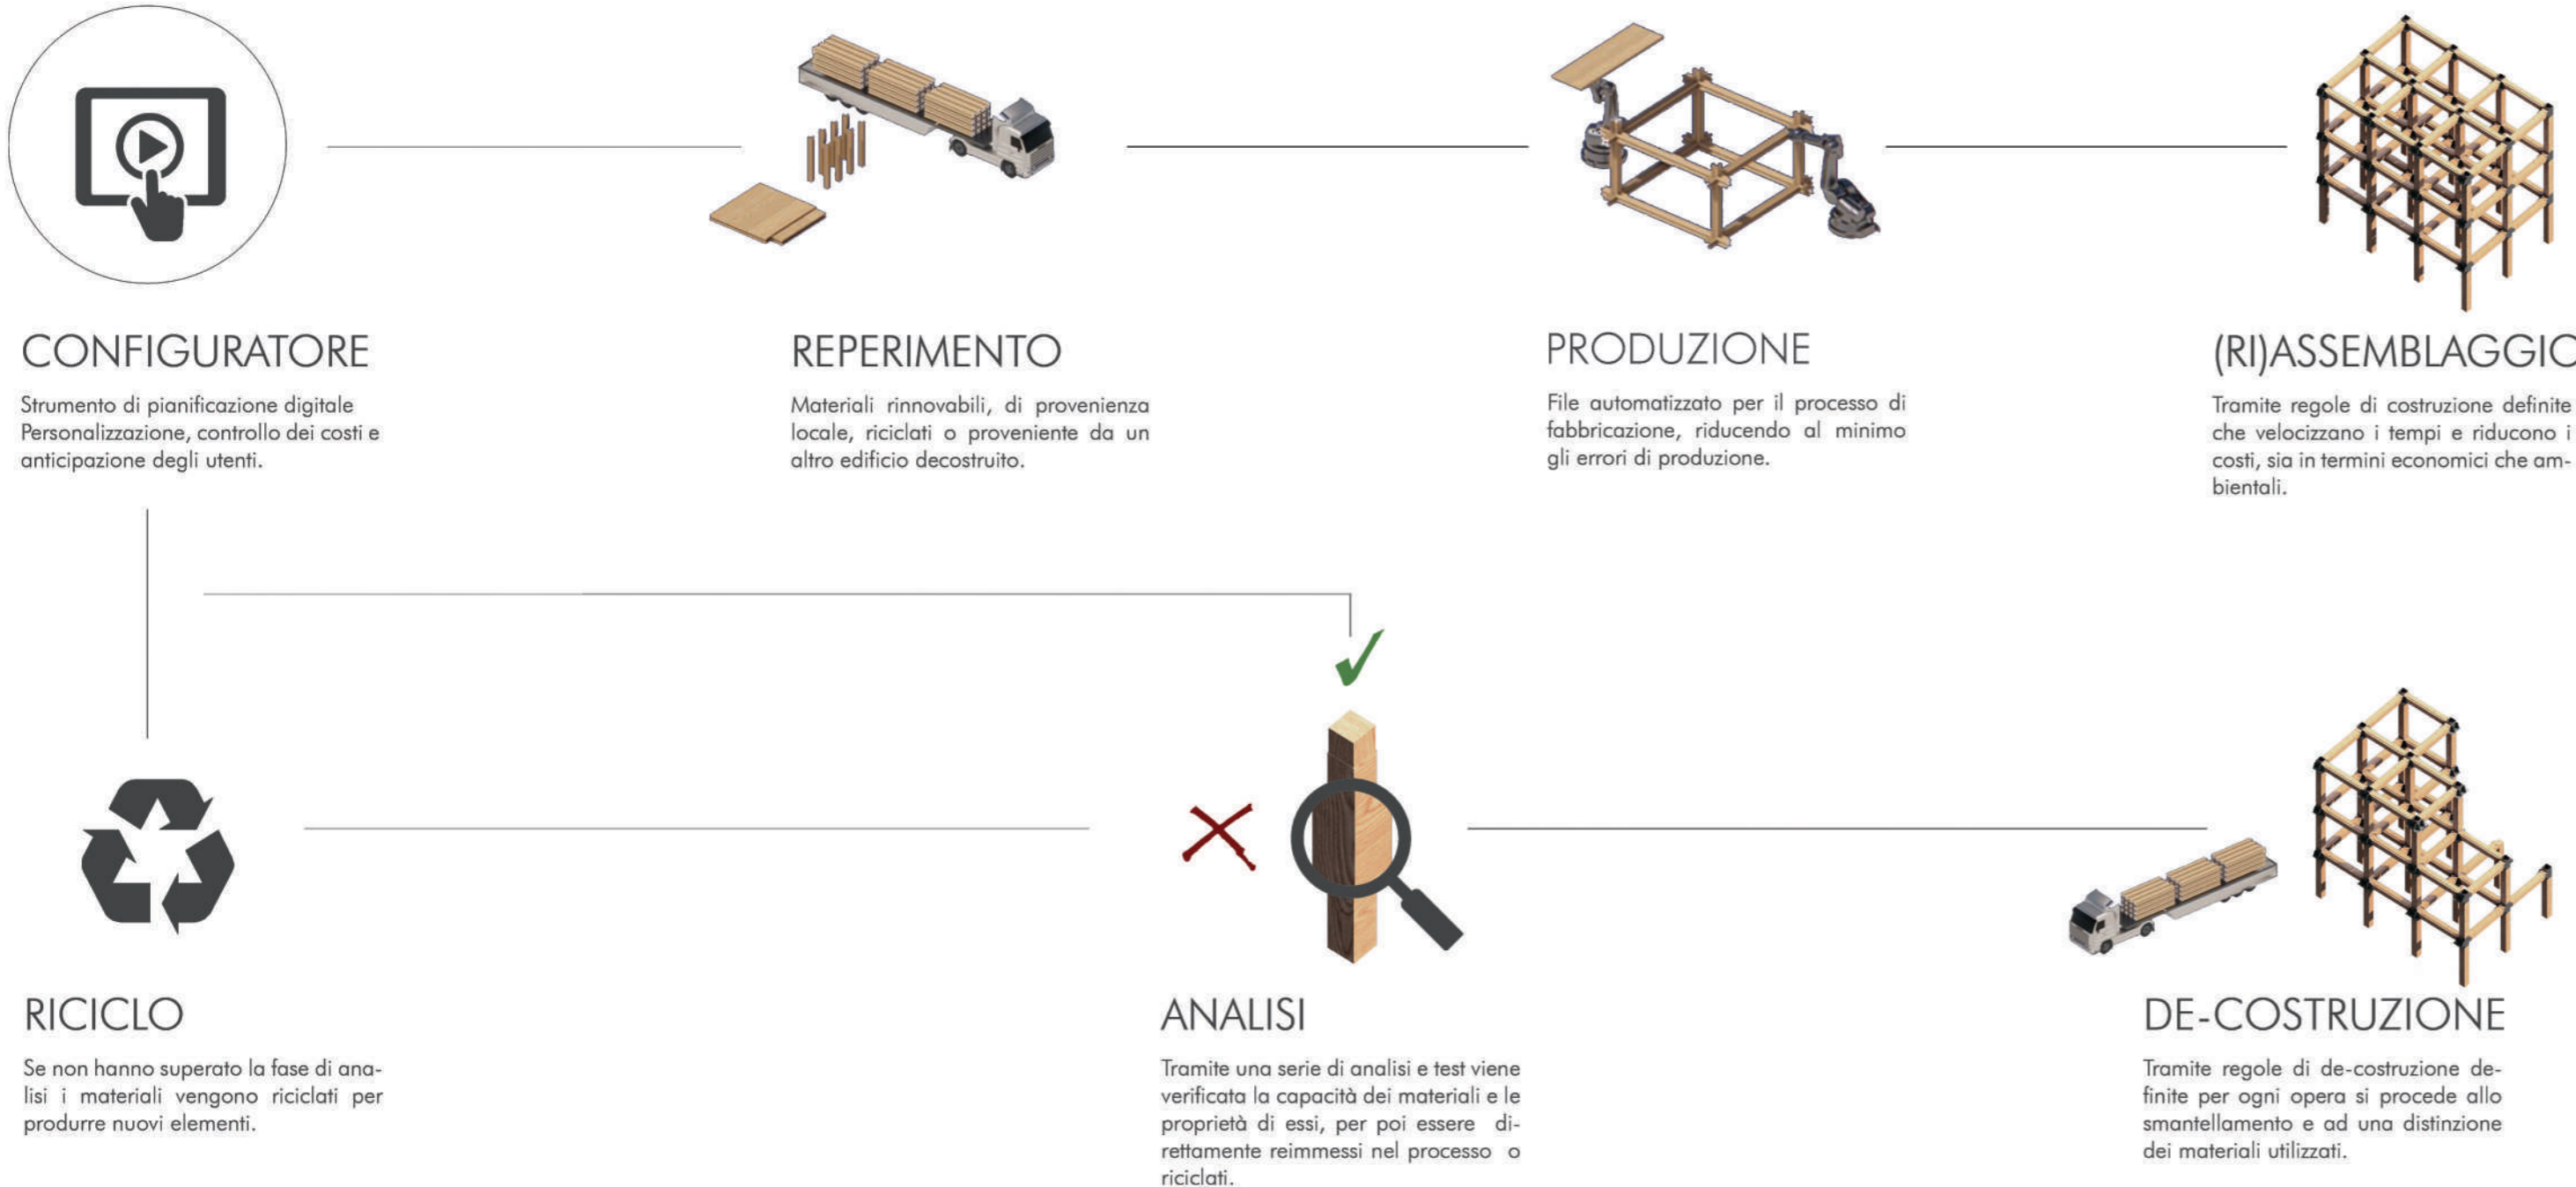 CONFIGURATORE
Strumento di pianificazione digitale
Personalizzazione, controllo dei costi e
anticipazione degli utenti.
REPERIMENTO
Materiali rinnovabili, di provenienza
locale, riciclati o proveniente da un
altro edificio decostruito.
PRODUZIONE
File automatizzato per il processo di
fabbricazione, riducendo al minimo
gli errori di produzione.
(RI)ASSEMBLAGGIO
Tramite regole di costruzione definite
che velocizzano i tempi e riducono i
costi, sia in termini economici che am-
bientali.
RICICLO
Se non hanno superato la fase di ana-
lisi i materiali vengono riciclati per
produrre nuovi elementi.
ANALISI
Tramite una serie di analisi e test viene
verificata la capacità dei materiali e le
proprietà di essi, per poi essere di-
rettamente reimmessi nel processo o
riciclati.
DE-COSTRUZIONE
Tramite regole di de-costruzione de-
finite per ogni opera si procede allo
smantellamento e ad una distinzione
dei materiali utilizzati.